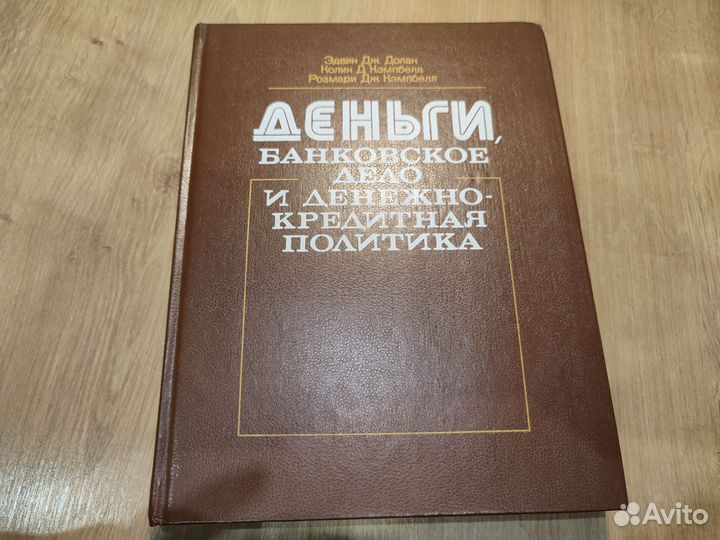 Эдвин Дж. Долан
Колин Д. Кэмпбелл
Розмари Дж. Кэмпбелл
ДЕНЬГИ,
БАНКОВСКОЕ
ДЕЛО
И ДЕНЕЖНО-
КРЕДИТНАЯ
ПОЛИТИКА
Avito